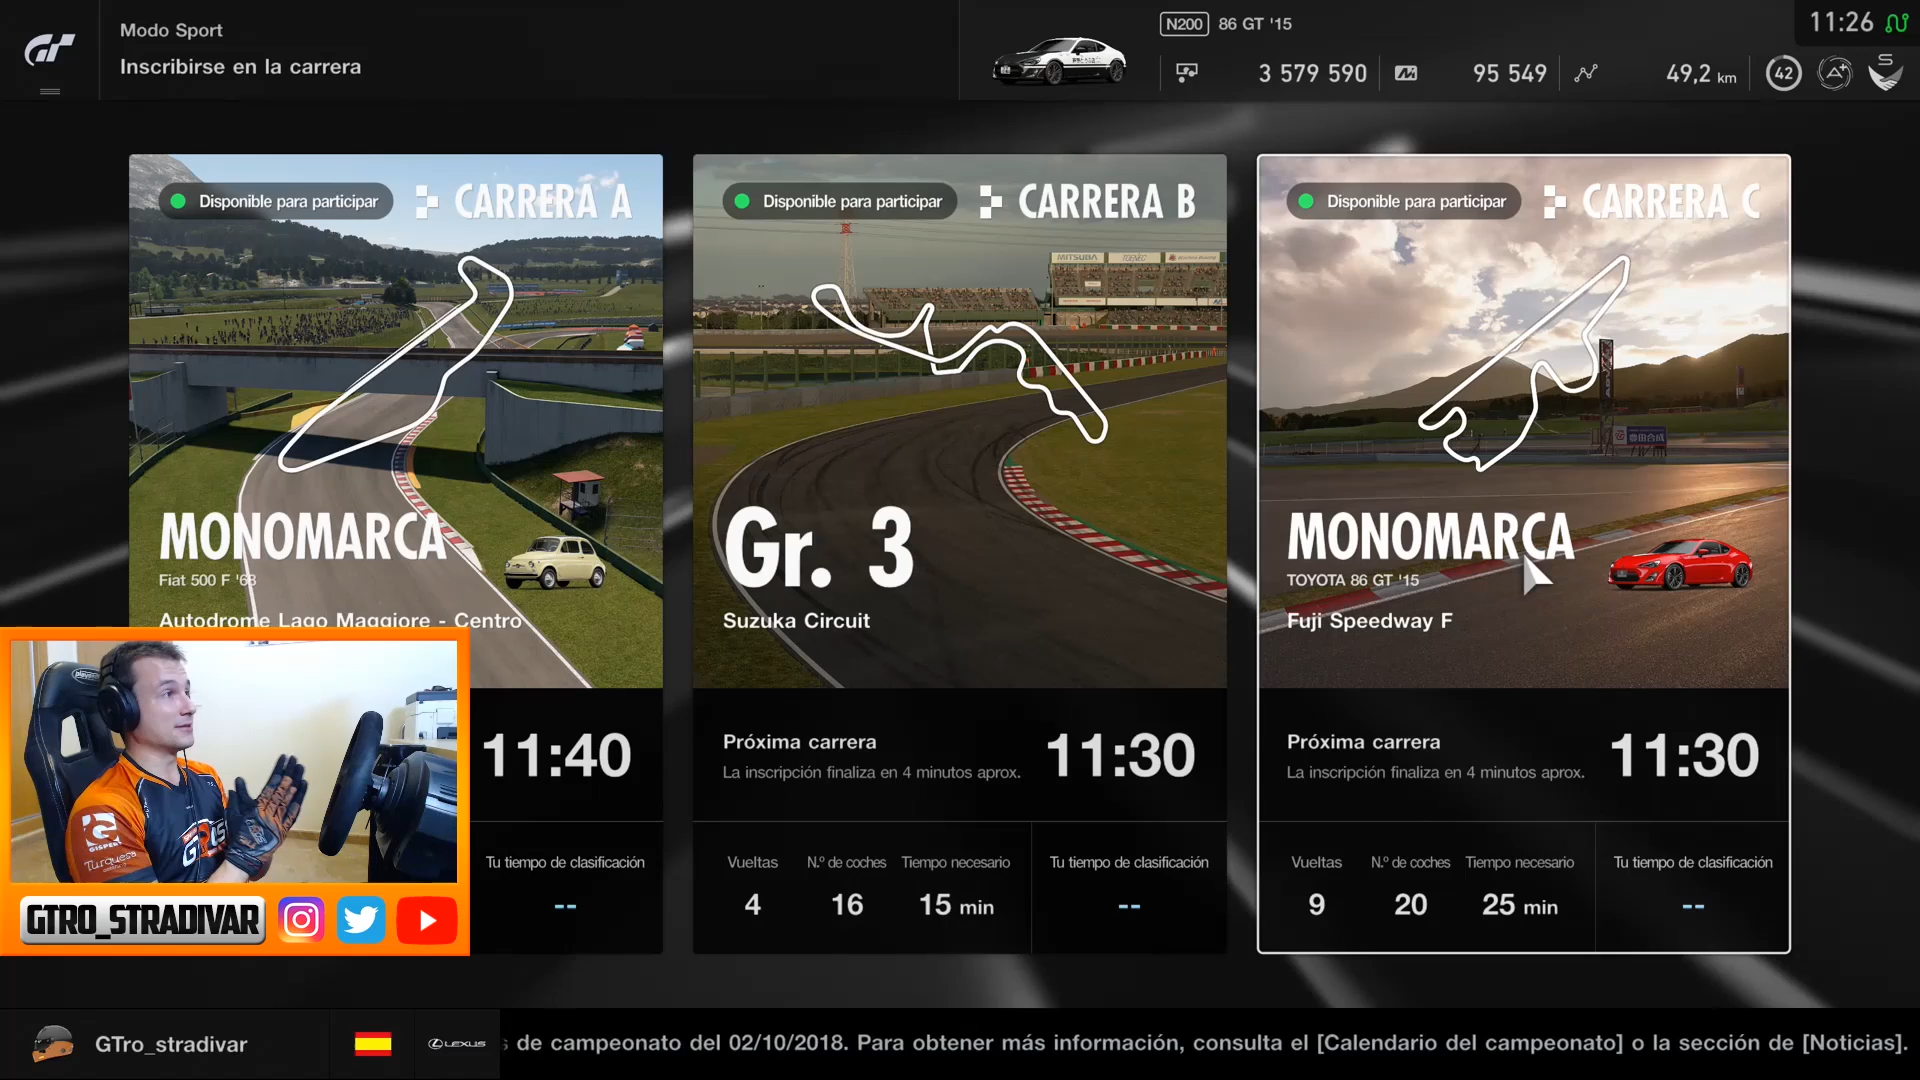 Modo Sport
Inscribirse en la carrera
N200 86 GT '15
3 579 590
95 549
49,2 km
42
A+
S
11:26
Disponible para participar
CARRERA A
MONOMARCA
Fiat 500 F '68
Autodrome Lago Maggiore - Centro
11:40
Tu tiempo de clasificación
--
Disponible para participar
CARRERA B
MITSUBA
Gr. 3
Suzuka Circuit
Próxima carrera
La inscripción finaliza en 4 minutos aprox.
11:30
Vueltas N.º de coches Tiempo necesario Tu tiempo de clasificación
4 16 15 min --
Disponible para participar
CARRERA C
MONOMARCA
TOYOTA 86 GT '15
Fuji Speedway F
Próxima carrera
La inscripción finaliza en 4 minutos aprox.
11:30
Vueltas N.º de coches Tiempo necesario Tu tiempo de clasificación
9 20 25 min --
GISPER
Turquesa
GTRO_STRADIVAR
GTro_stradivar
LEXUS
de campeonato del 02/10/2018. Para obtener más información, consulta el [Calendario del campeonato] o la sección de [Noticias].